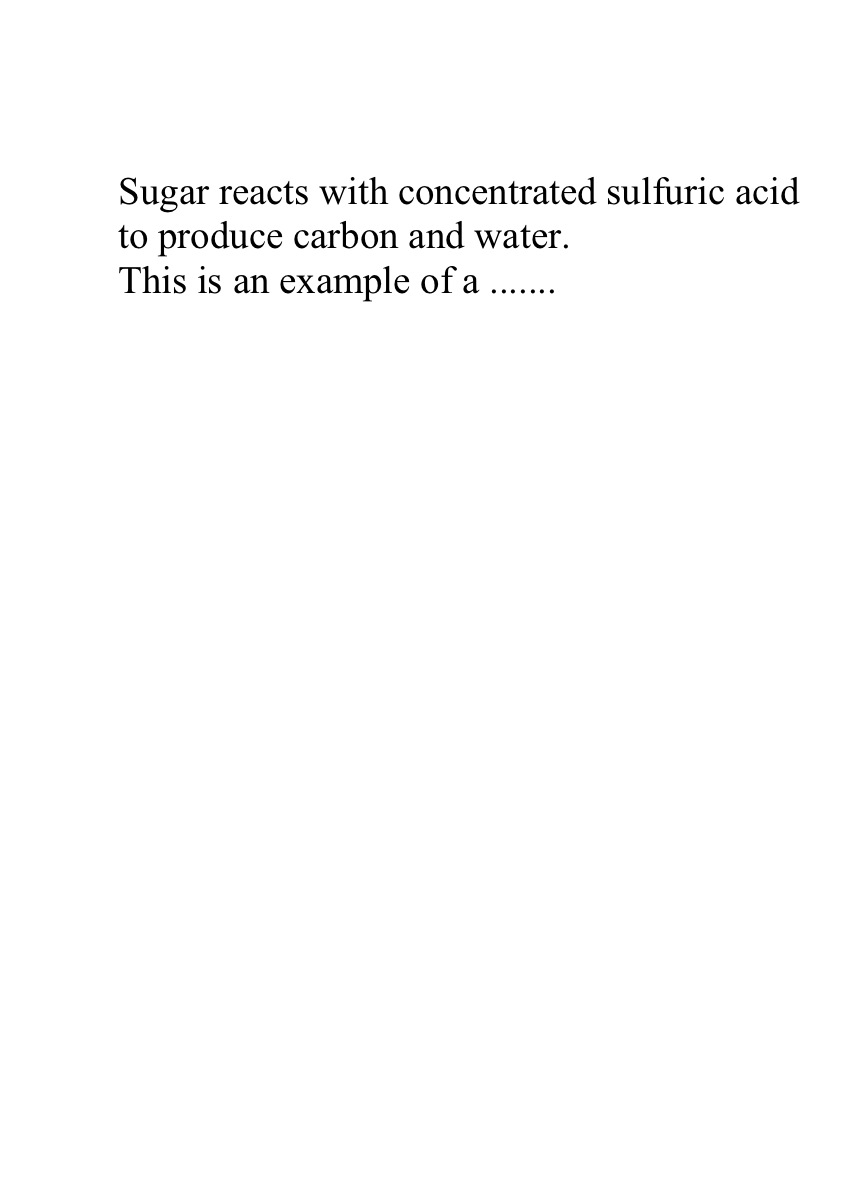 Sugar reacts with concentrated sulfuric acid
to produce carbon and water.
This is an example of a .......